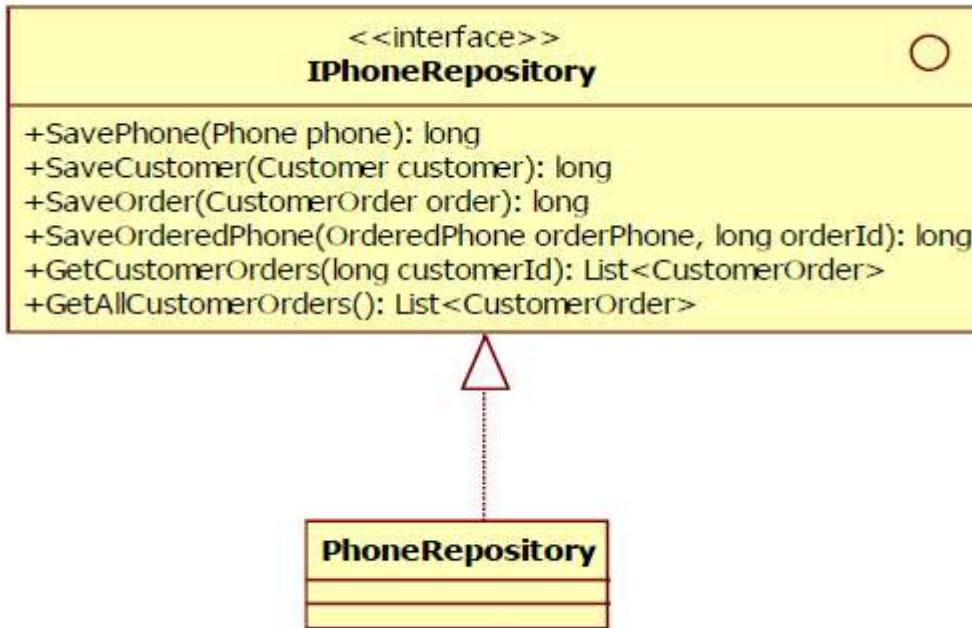 <<interface>>
IPhoneRepository
+SavePhone(Phone phone): long
+SaveCustomer(Customer customer): long
+SaveOrder(CustomerOrder order): long
+SaveOrderedPhone(OrderedPhone orderPhone, long orderId): long
+GetCustomerOrders(long customerId): List<CustomerOrder>
+GetAllCustomerOrders(): List<CustomerOrder>
PhoneRepository